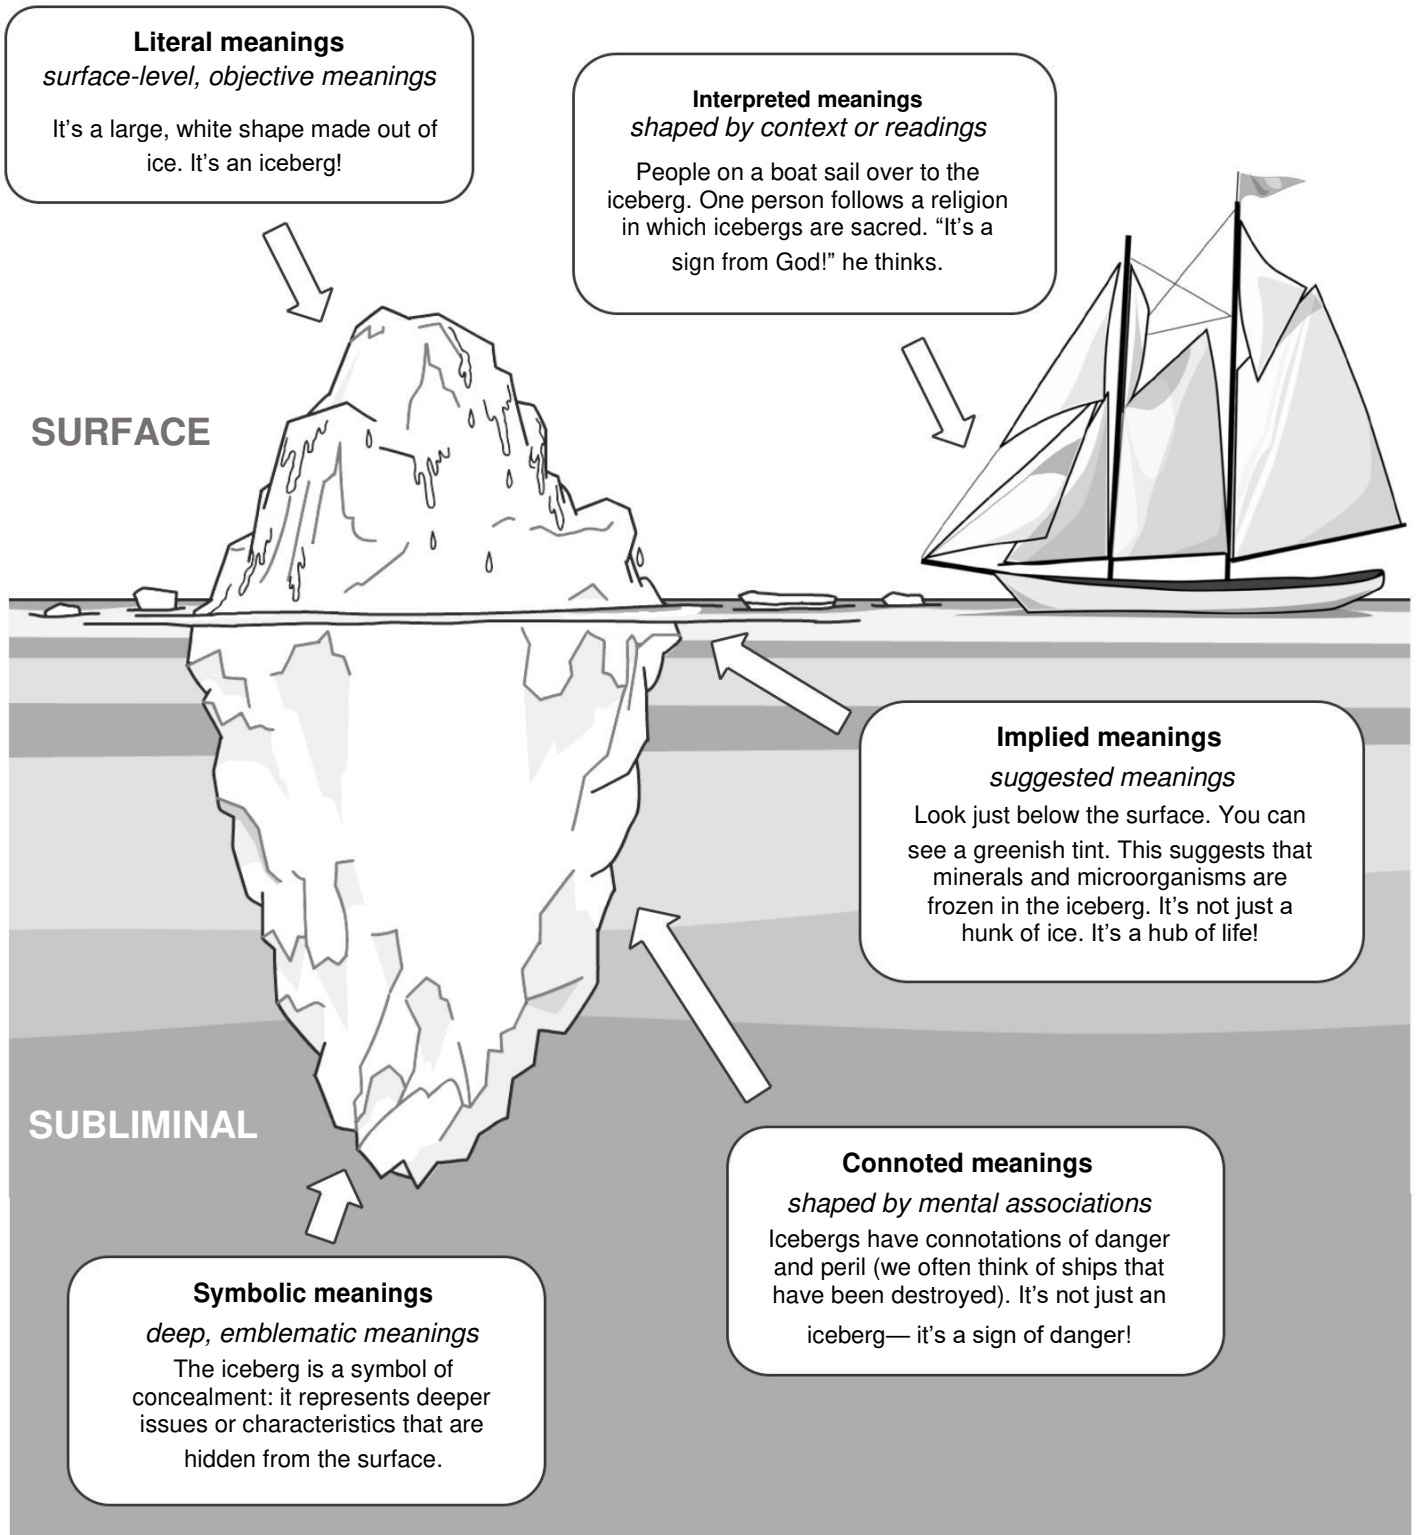 Literal meanings
surface-level, objective meanings
It’s a large, white shape made out of
ice. It’s an iceberg!
Interpreted meanings
shaped by context or readings
People on a boat sail over to the
iceberg. One person follows a religion
in which icebergs are sacred. “It’s a
sign from God!” he thinks.
SURFACE
Implied meanings
suggested meanings
Look just below the surface. You can
see a greenish tint. This suggests that
minerals and microorganisms are
frozen in the iceberg. It’s not just a
hunk of ice. It’s a hub of life!
SUBLIMINAL
Connoted meanings
shaped by mental associations
Icebergs have connotations of danger
and peril (we often think of ships that
have been destroyed). It’s not just an
iceberg— it’s a sign of danger!
Symbolic meanings
deep, emblematic meanings
The iceberg is a symbol of
concealment: it represents deeper
issues or characteristics that are
hidden from the surface.